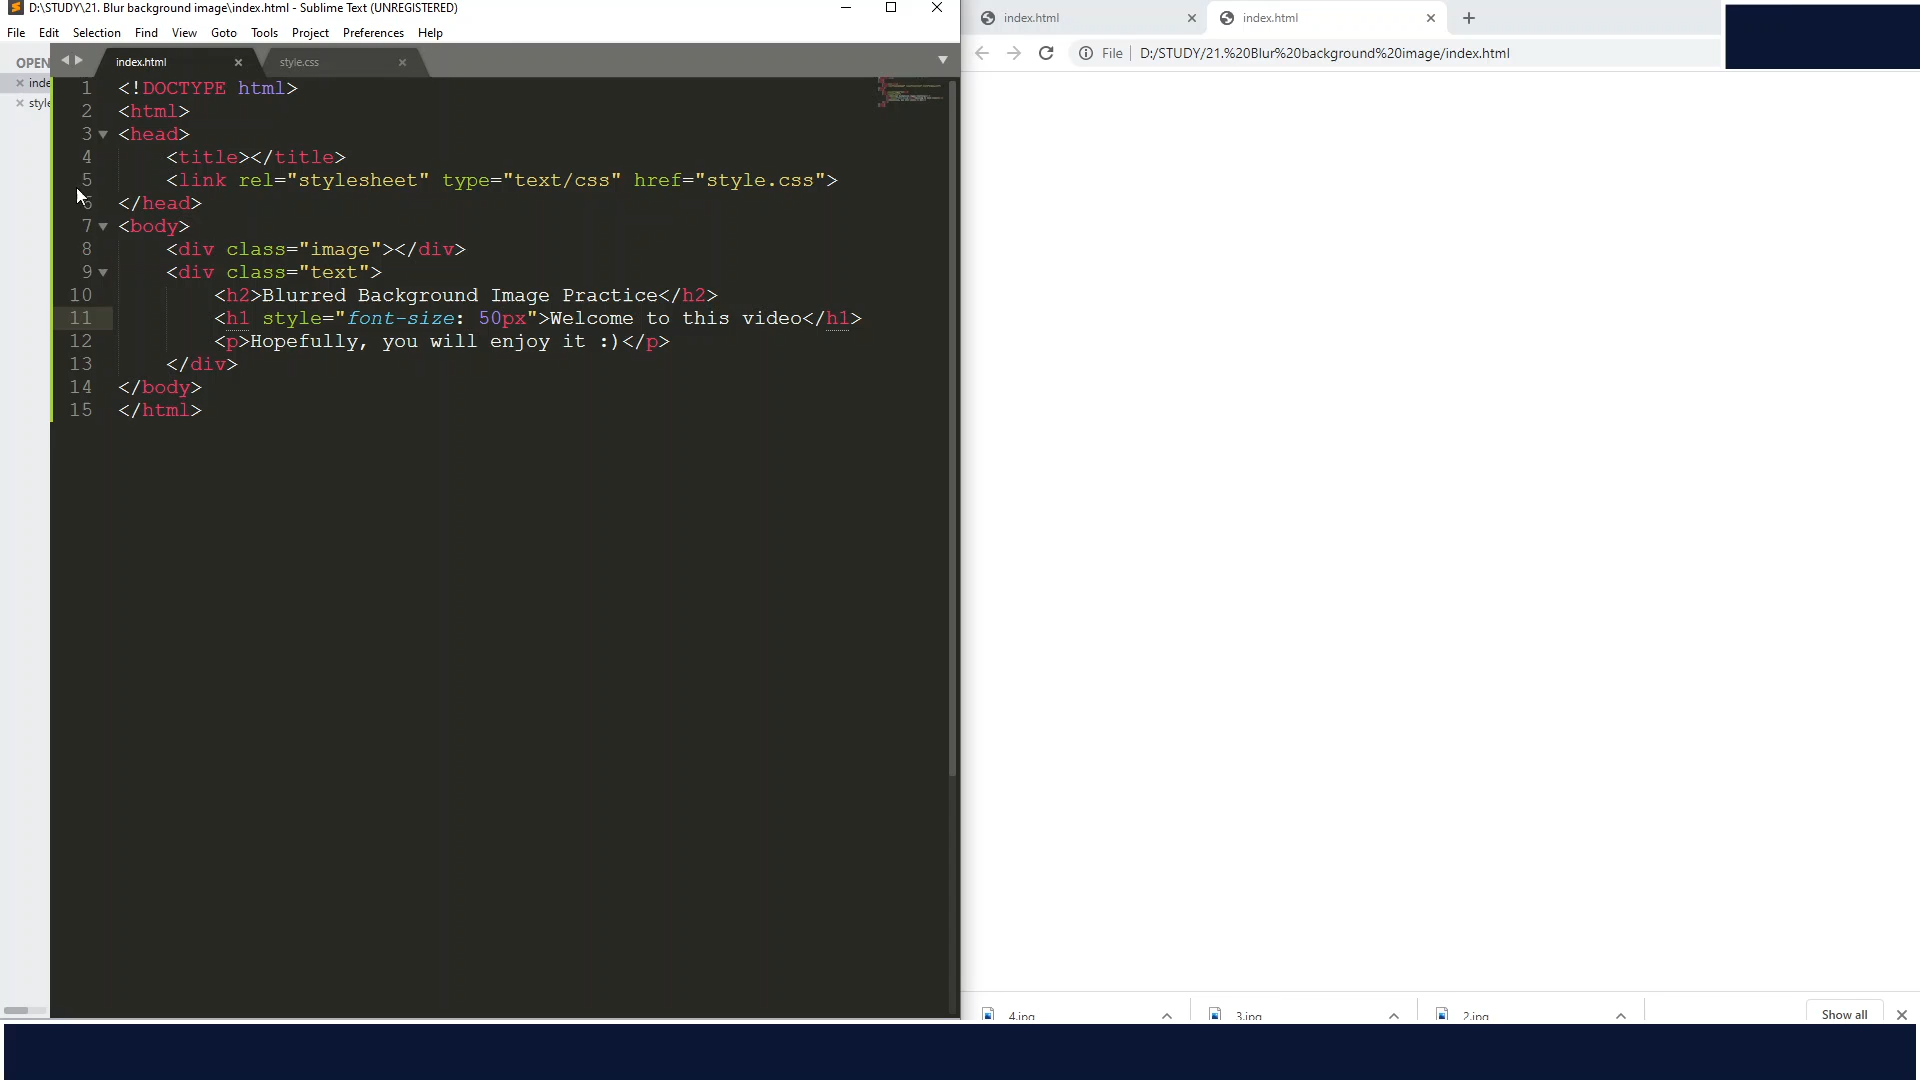 D:\STUDY\21. Blur background image\index.html - Sublime Text (UNREGISTERED)
File Edit Selection Find View Goto Tools Project Preferences Help
OPEN
inde
style
index.html
style.css
1 <!DOCTYPE html>
2 <html>
3 <head>
4 <title></title>
5 <link rel="stylesheet" type="text/css" href="style.css">
6 </head>
7 <body>
8 <div class="image"></div>
9 <div class="text">
10 <h2>Blurred Background Image Practice</h2>
11 <h1 style="font-size: 50px">Welcome to this video</h1>
12 <p>Hopefully, you will enjoy it :)</p>
13 </div>
14 </body>
15 </html>
index.html
index.html
File D:/STUDY/21.%20Blur%20background%20image/index.html
4.jpg
3.jpg
2.jpg
Show all